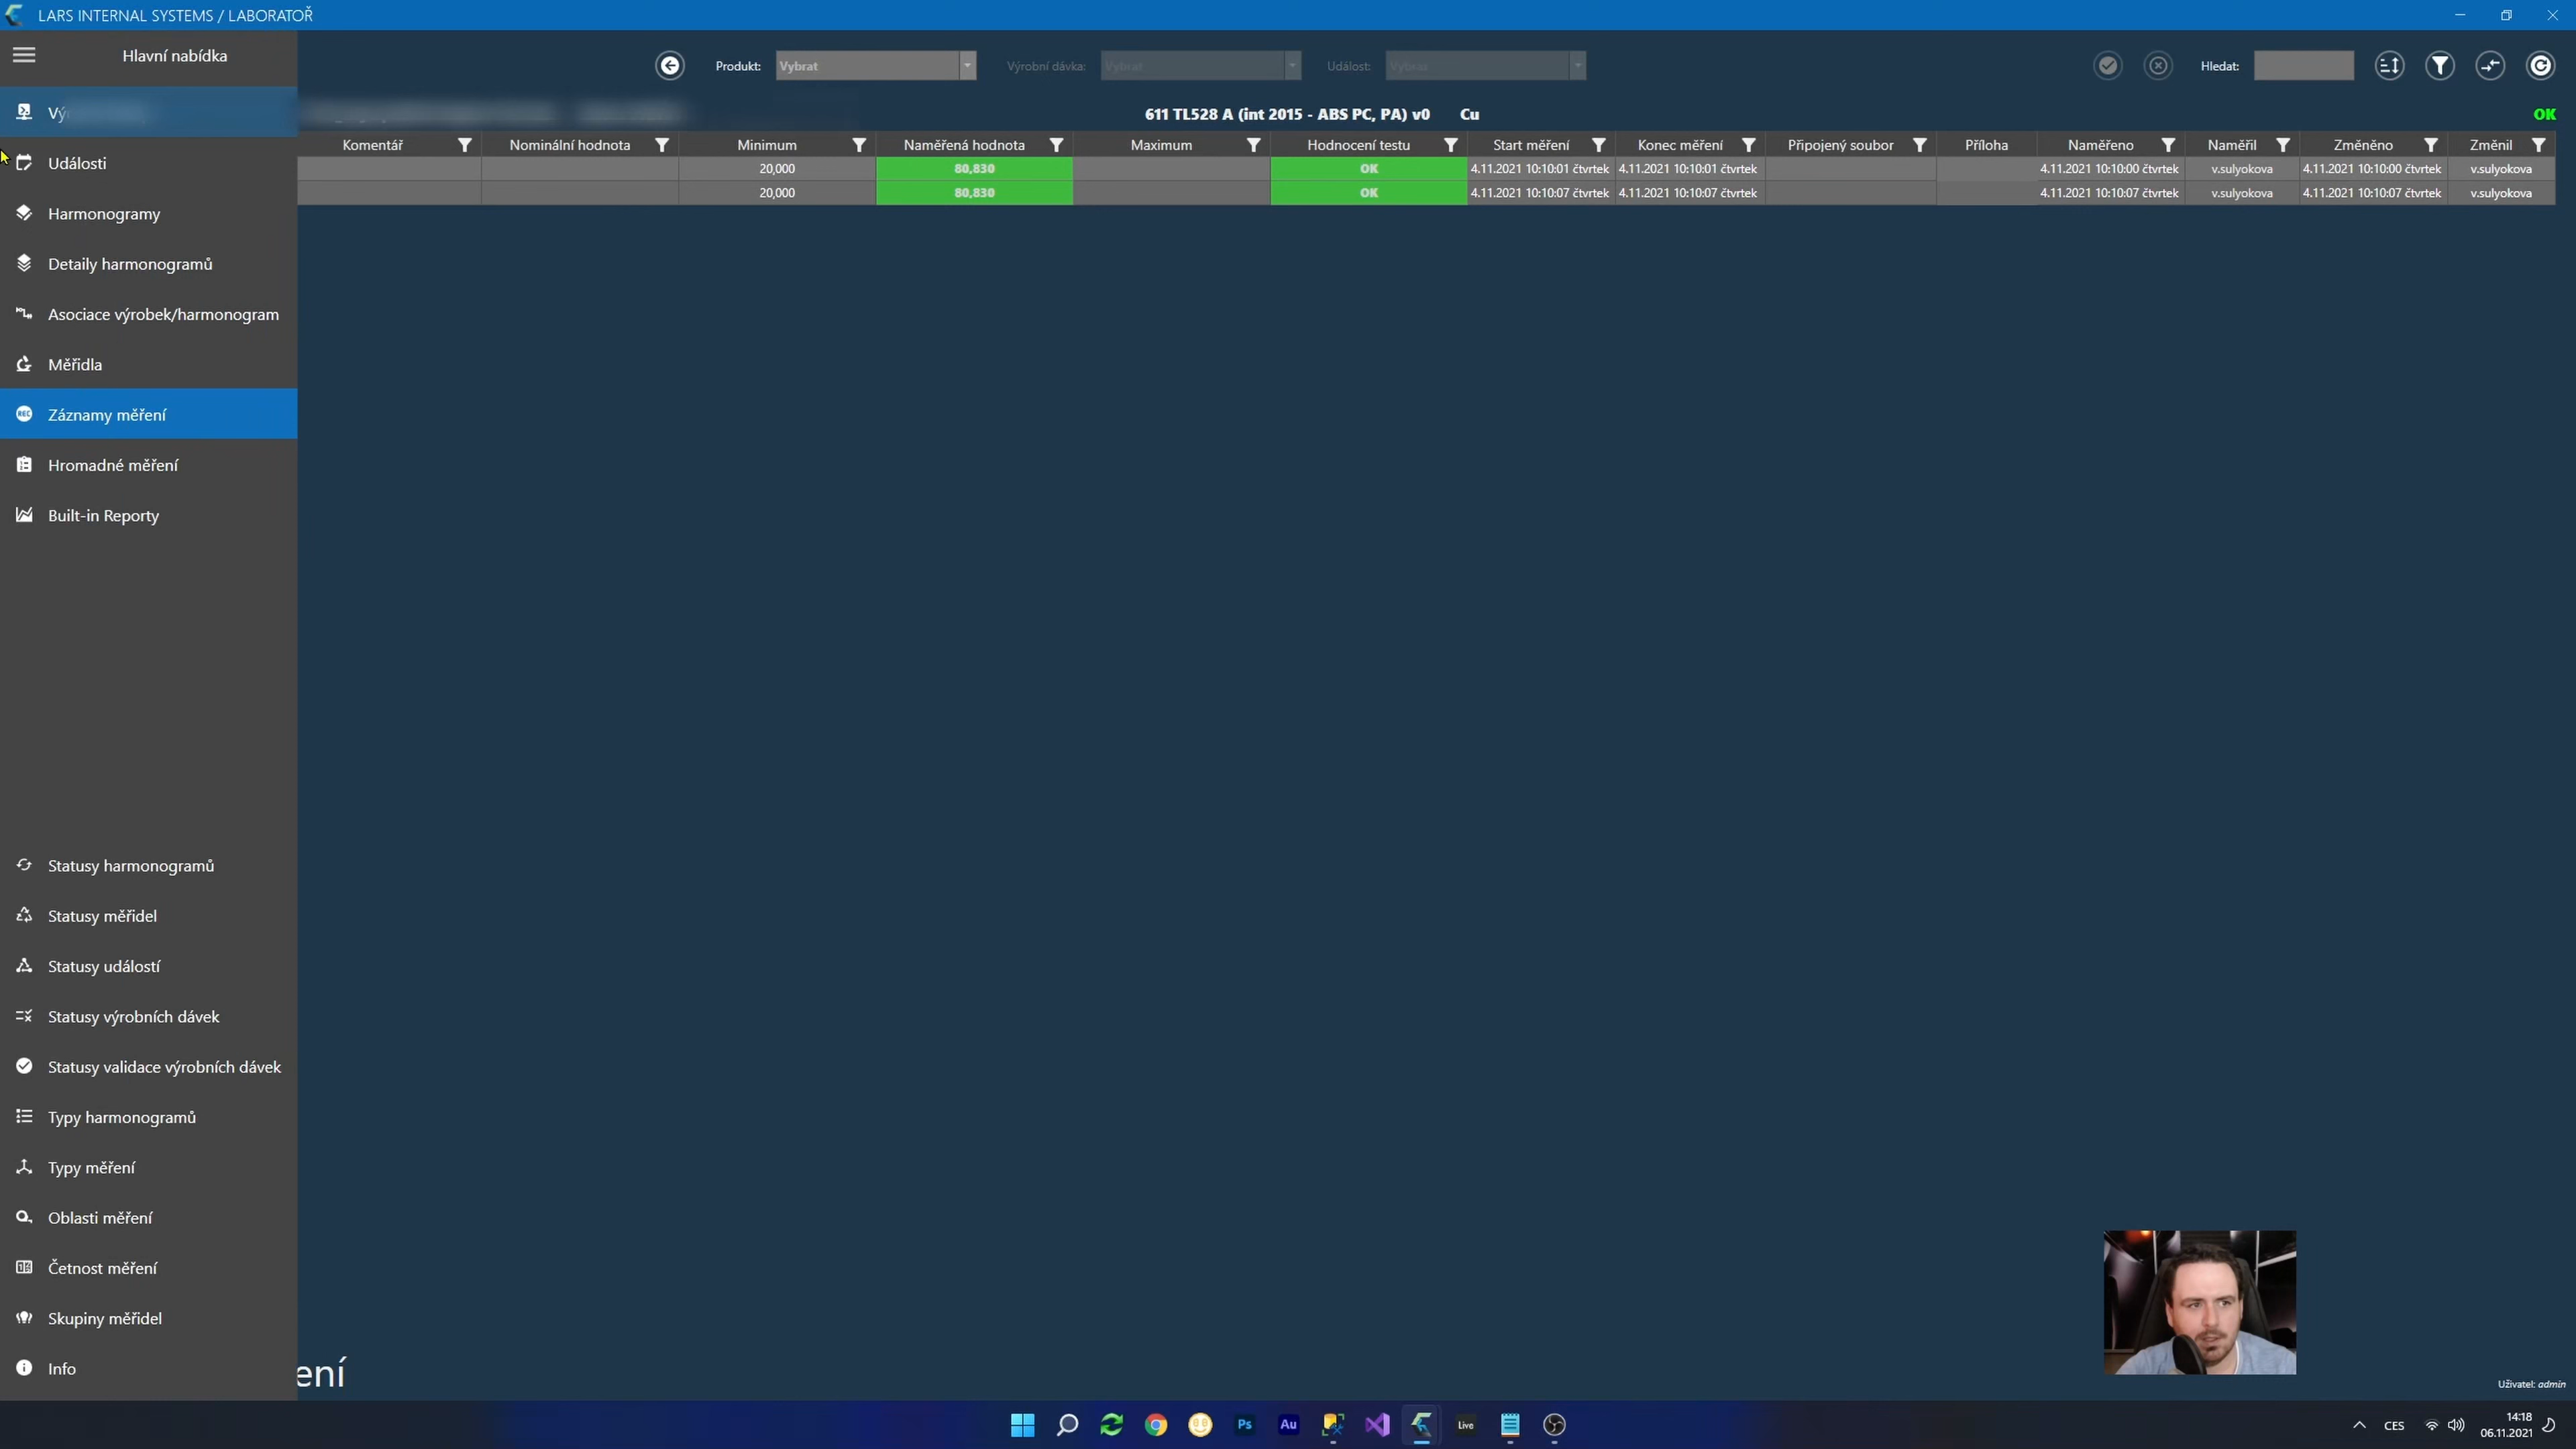 LARS INTERNAL SYSTEMS / LABORATOŘ
Hlavní nabídka
Produkt: Vybrat Výrobní dávka: Vybrat Událost: Vybrat Hledat:
611 TL528 A (int 2015 - ABS PC, PA) v0 Cu OK
Komentář Nominální hodnota Minimum Naměřená hodnota Maximum Hodnocení testu Start měření Konec měření Připojený soubor Příloha Naměřeno Naměřil Změněno Změnil
20,000 80,830 OK 4.11.2021 10:10:01 čtvrtek 4.11.2021 10:10:01 čtvrtek 4.11.2021 10:10:00 čtvrtek v.sulyokova 4.11.2021 10:10:00 čtvrtek v.sulyokova
20,000 80,830 OK 4.11.2021 10:10:07 čtvrtek 4.11.2021 10:10:07 čtvrtek 4.11.2021 10:10:07 čtvrtek v.sulyokova 4.11.2021 10:10:07 čtvrtek v.sulyokova
Události
Harmonogramy
Detaily harmonogramů
Asociace výrobek/harmonogram
Měřidla
REC Záznamy měření
Hromadné měření
Built-in Reporty
Statusy harmonogramů
Statusy měřidel
Statusy událostí
Statusy výrobních dávek
Statusy validace výrobních dávek
Typy harmonogramů
Typy měření
Oblasti měření
Četnost měření
Skupiny měřidel
Info
ení
Uživatel: admin
Ps Au Live
CES
14:18
06.11.2021